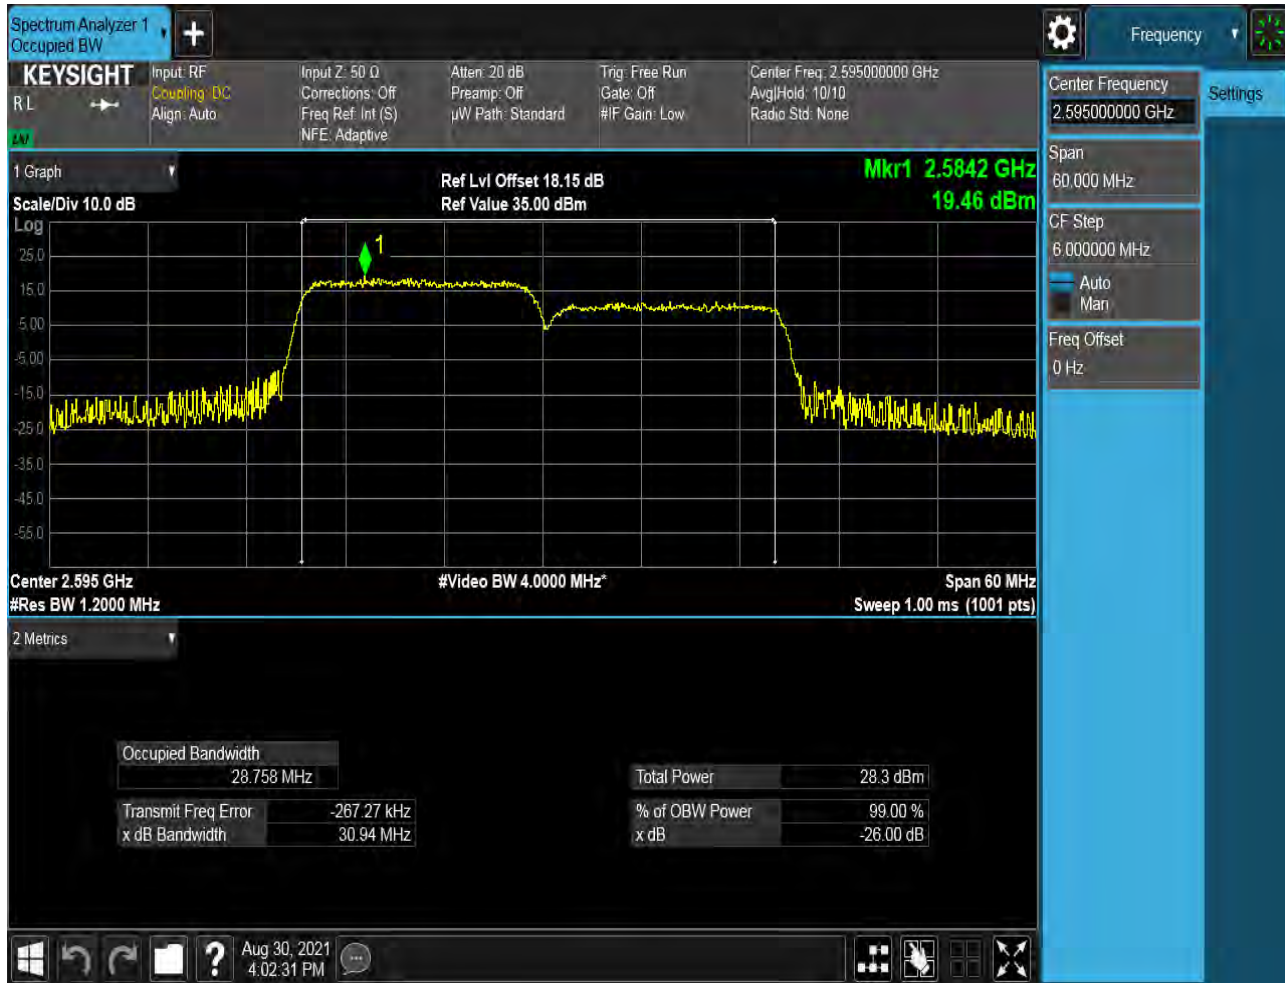 Spectrum Analyzer 1
Occupied BW
Frequency
KEYSIGHT
R L
Input: RF
Coupling: DC
Align: Auto
Input Z: 50 Ω
Corrections: Off
Freq Ref: Int (S)
NFE: Adaptive
Atten: 20 dB
Preamp: Off
µW Path: Standard
Trig: Free Run
Gate: Off
#IF Gain: Low
Center Freq: 2.595000000 GHz
Avg|Hold: 10/10
Radio Std: None
Center Frequency
2.595000000 GHz
Settings
Span
60.000 MHz
CF Step
6.000000 MHz
Auto
Man
Freq Offset
0 Hz
1 Graph
Scale/Div 10.0 dB
Ref Lvl Offset 18.15 dB
Ref Value 35.00 dBm
Mkr1 2.5842 GHz
19.46 dBm
Log
1
25.0
15.0
5.00
-5.00
-15.0
-25.0
-35.0
-45.0
-55.0
Center 2.595 GHz
#Video BW 4.0000 MHz*
Span 60 MHz
#Res BW 1.2000 MHz
Sweep 1.00 ms (1001 pts)
2 Metrics
Occupied Bandwidth
28.758 MHz
Total Power 28.3 dBm
Transmit Freq Error -267.27 kHz
% of OBW Power 99.00 %
x dB Bandwidth 30.94 MHz
x dB -26.00 dB
?
Aug 30, 2021
4:02:31 PM